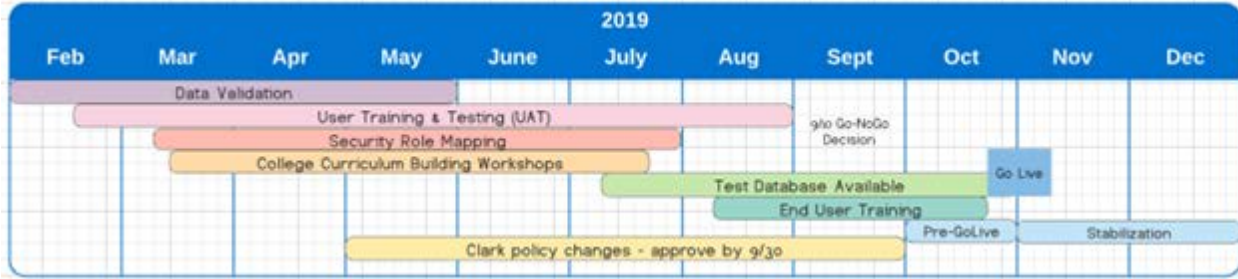 2019
Feb Mar Apr May June July Aug Sept Oct Nov Dec
Data Validation
User Training & Testing (UAT)
9/10 Go-NoGo
Decision
Security Role Mapping
College Curriculum Building Workshops
Go Live
Test Database Available
End User Training
Pre-GoLive
Stabilization
Clark policy changes - approve by 9/30